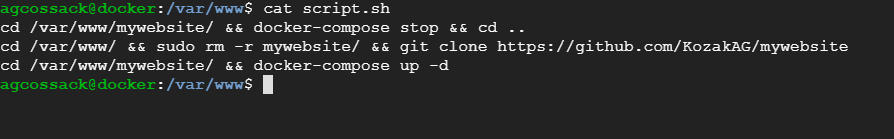 agcossack@docker:/var/www$ cat script.sh
cd /var/www/mywebsite/ && docker-compose stop && cd ..
cd /var/www/ && sudo rm -r mywebsite/ && git clone https://github.com/KozakAG/mywebsite
cd /var/www/mywebsite/ && docker-compose up -d
agcossack@docker:/var/www$